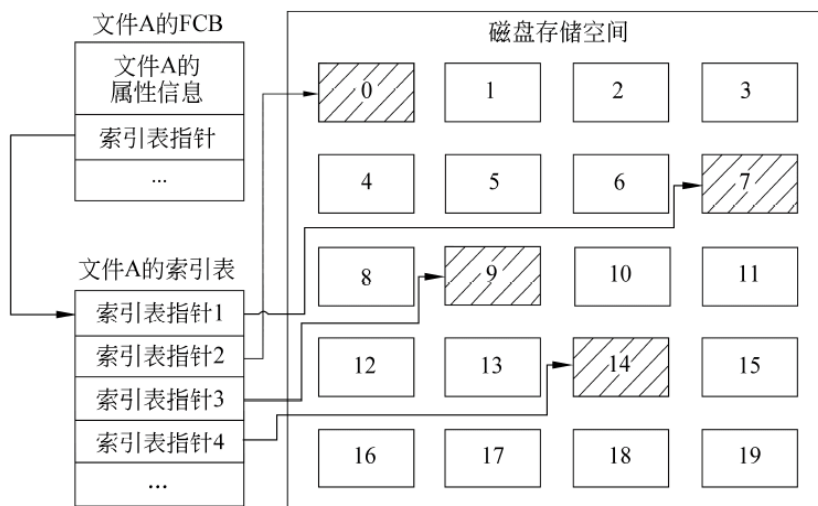 文件A的FCB
文件A的
属性信息
索引表指针
...
文件A的索引表
索引表指针1
索引表指针2
索引表指针3
索引表指针4
...
磁盘存储空间
0 1 2 3
4 5 6 7
8 9 10 11
12 13 14 15
16 17 18 19